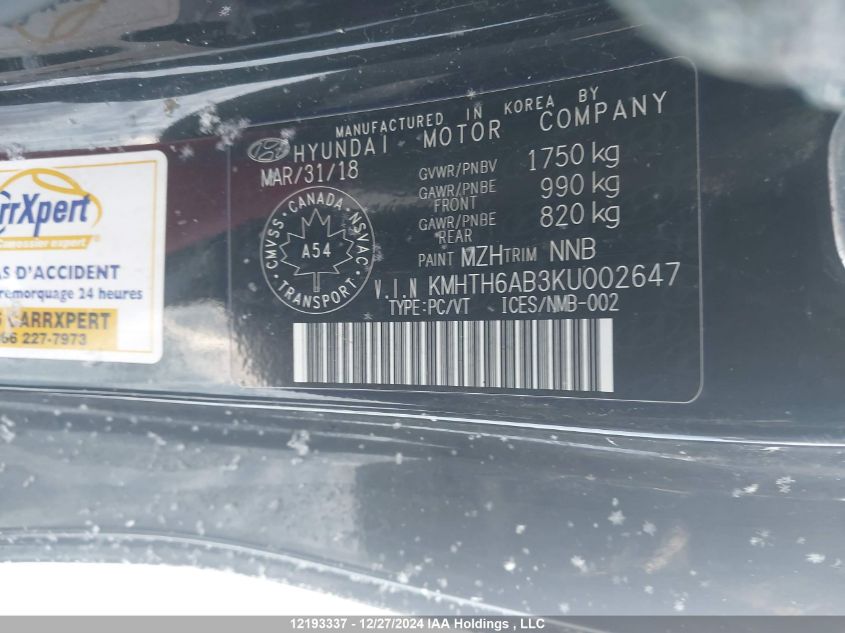 MANUFACTURED IN KOREA BY
HYUNDAI MOTOR COMPANY
MAR/31/18
GVWR/PNBV 1750 kg
GAWR/PNBE FRONT 990 kg
GAWR/PNBE REAR 820 kg
CMVSS · CANADA · NSVAC
A54
TRANSPORT
PAINT MZH TRIM NNB
V.I.N KMHTH6AB3KU002647
TYPE:PC/VT ICES/NMB-002
rrXpert
Carrossier expert
D'ACCIDENT
remorquage 24 heures
CARRXPERT
66 227-7973
12193337 - 12/27/2024 IAA Holdings , LLC